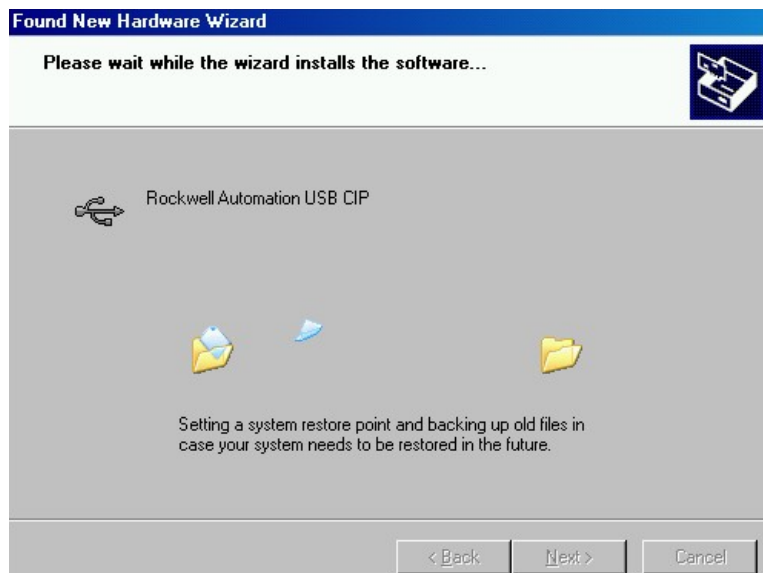 Found New Hardware Wizard
Please wait while the wizard installs the software...
Rockwell Automation USB CIP
Setting a system restore point and backing up old files in
case your system needs to be restored in the future.
< Back
Next >
Cancel